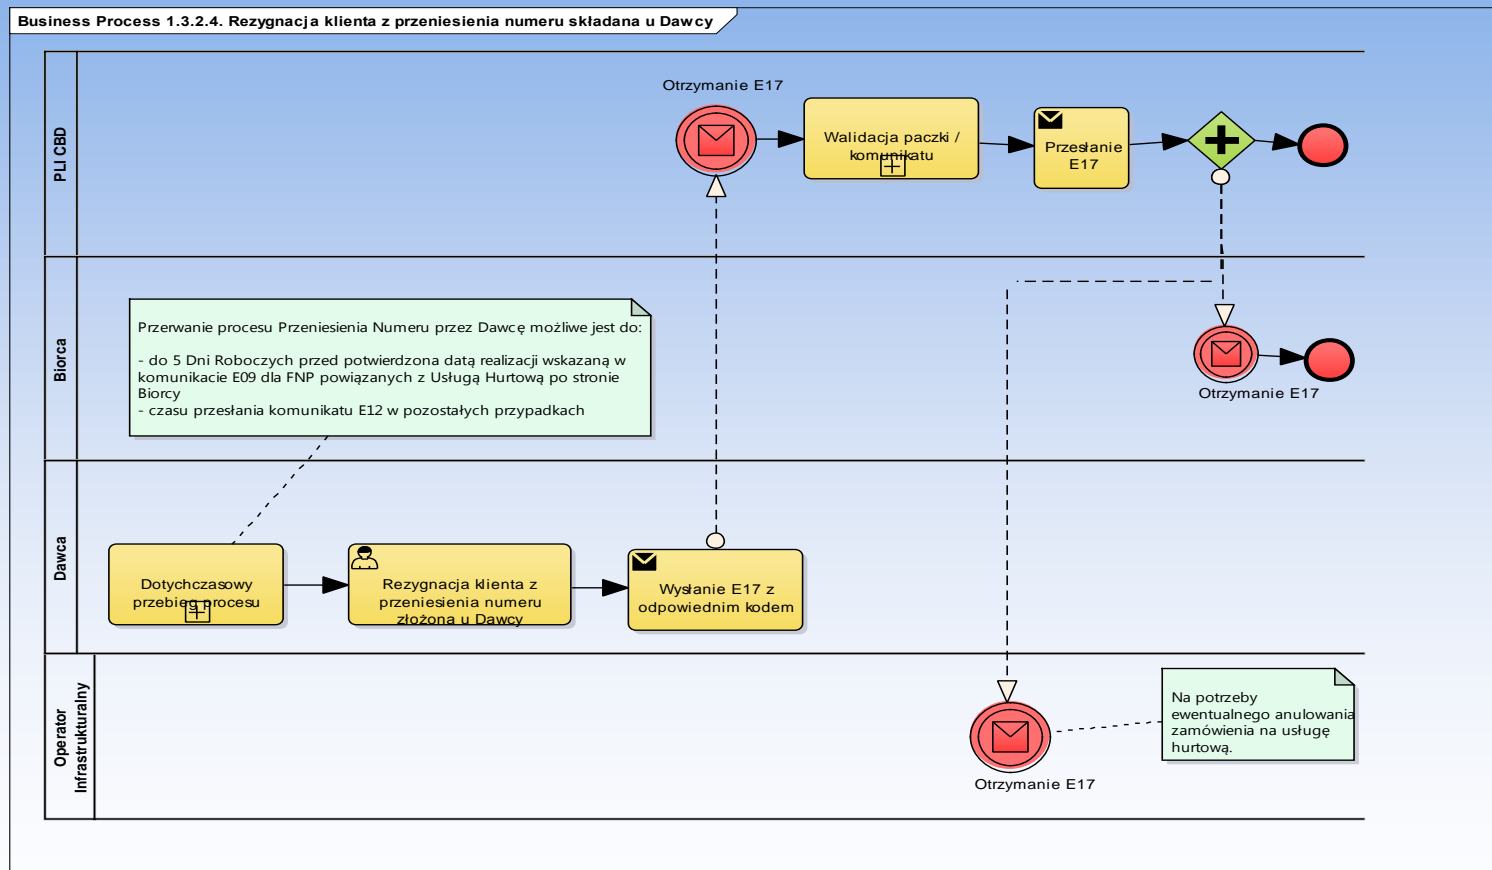 Business Process 1.3.2.4. Rezygnacja klienta z przeniesienia numeru składana u Dawcy
PLI CBD
Otrzymanie E17
Walidacja paczki /
komunikatu
Przesłanie
E17
Biorca
Przerwanie procesu Przeniesienia Numeru przez Dawcę możliwe jest do:
- do 5 Dni Roboczych przed potwierdzona datą realizacji wskazaną w
komunikacie E09 dla FNP powiązanych z Usługą Hurtową po stronie
Biorcy
- czasu przesłania komunikatu E12 w pozostałych przypadkach
Otrzymanie E17
Dawca
Dotychczasowy
przebieg procesu
Rezygnacja klienta z
przeniesienia numeru
złożona u Dawcy
Wysłanie E17 z
odpowiednim kodem
Operator
Infrastrukturalny
Otrzymanie E17
Na potrzeby
ewentualnego anulowania
zamówienia na usługę
hurtową.